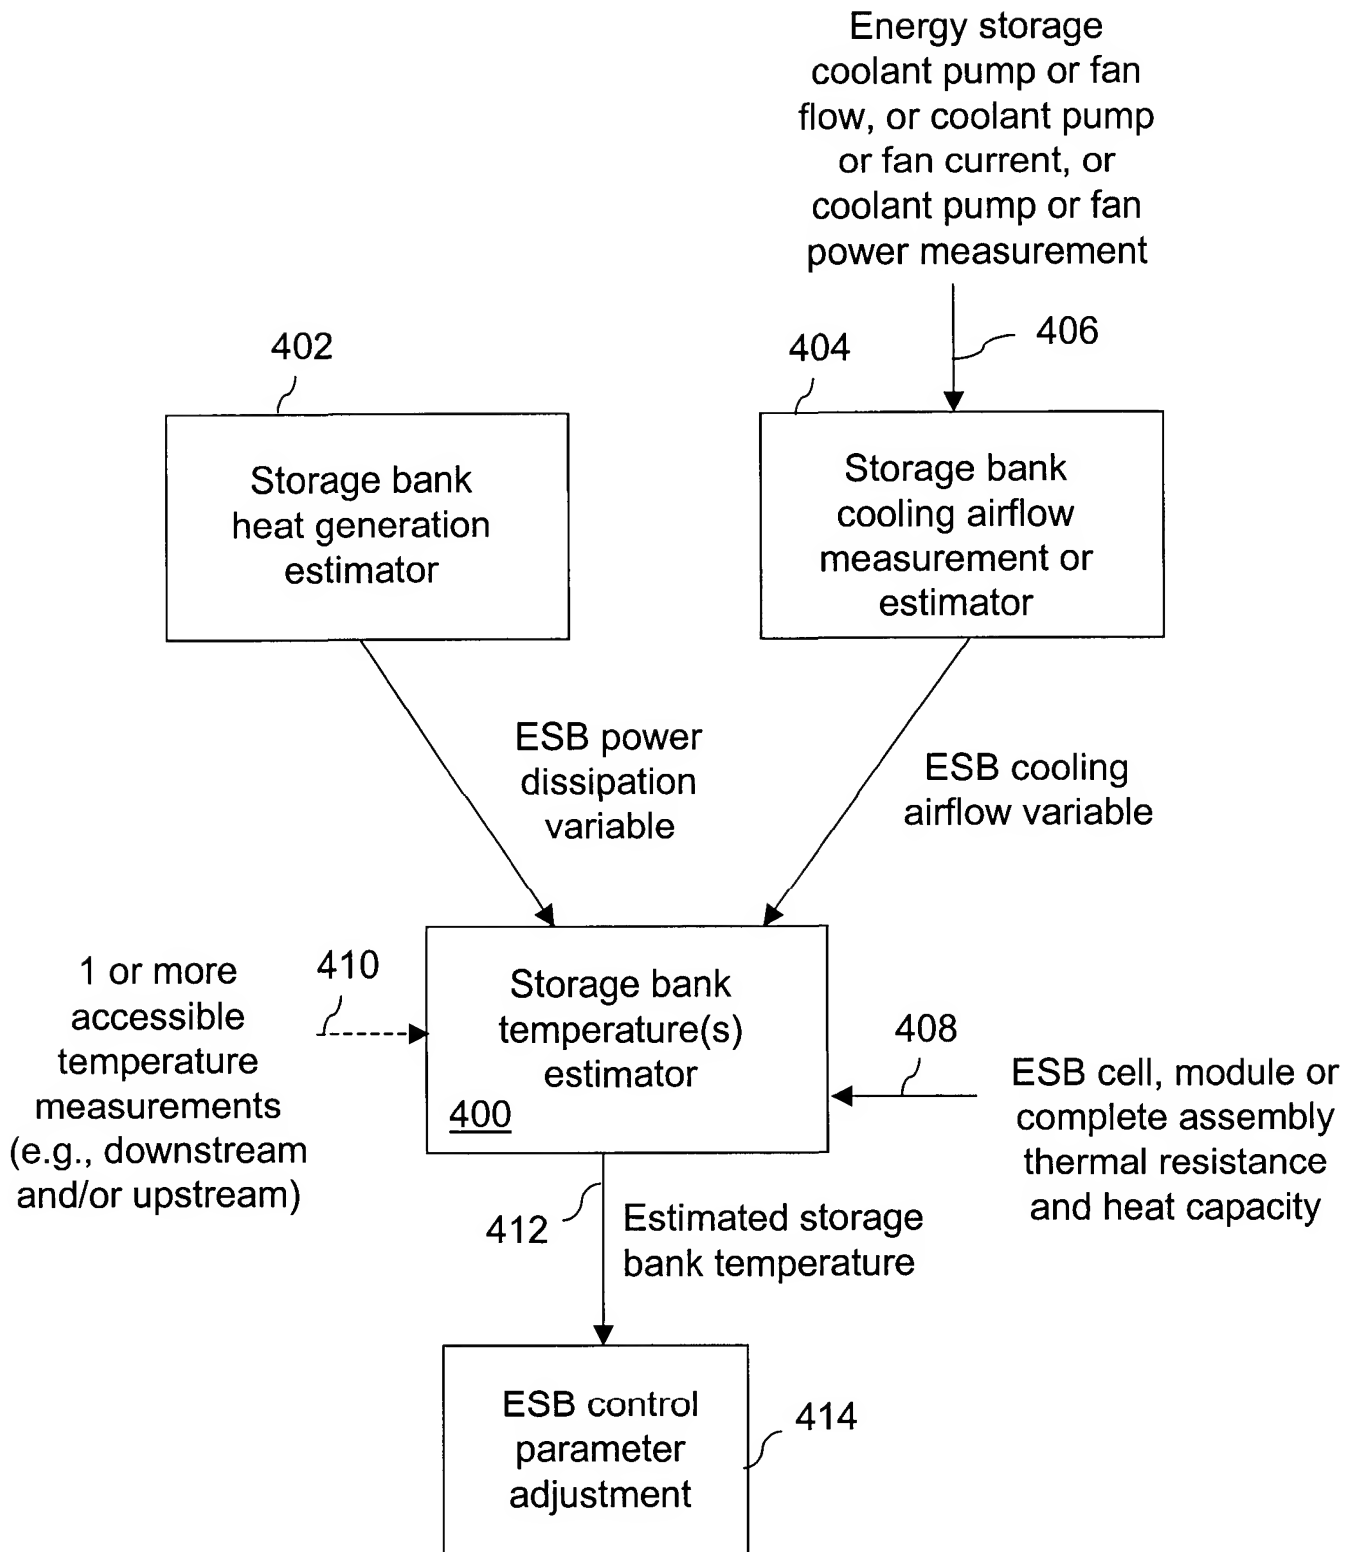 Energy storage
coolant pump or fan
flow, or coolant pump
or fan current, or
coolant pump or fan
power measurement
406
402
404
Storage bank
heat generation
estimator
Storage bank
cooling airflow
measurement or
estimator
ESB power
dissipation
variable
ESB cooling
airflow variable
1 or more
accessible
temperature
measurements
(e.g., downstream
and/or upstream)
410
Storage bank
temperature(s)
estimator
400
408
ESB cell, module or
complete assembly
thermal resistance
and heat capacity
412
Estimated storage
bank temperature
ESB control
parameter
adjustment
414